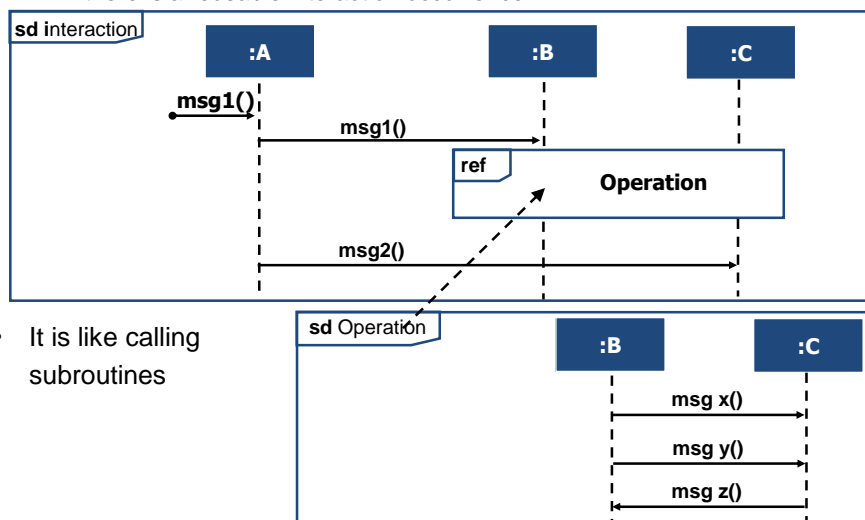 sd interaction
:A
:B
:C
msg1()
msg1()
ref
Operation
msg2()
• It is like calling
subroutines
sd Operation
:B
:C
msg x()
msg y()
msg z()